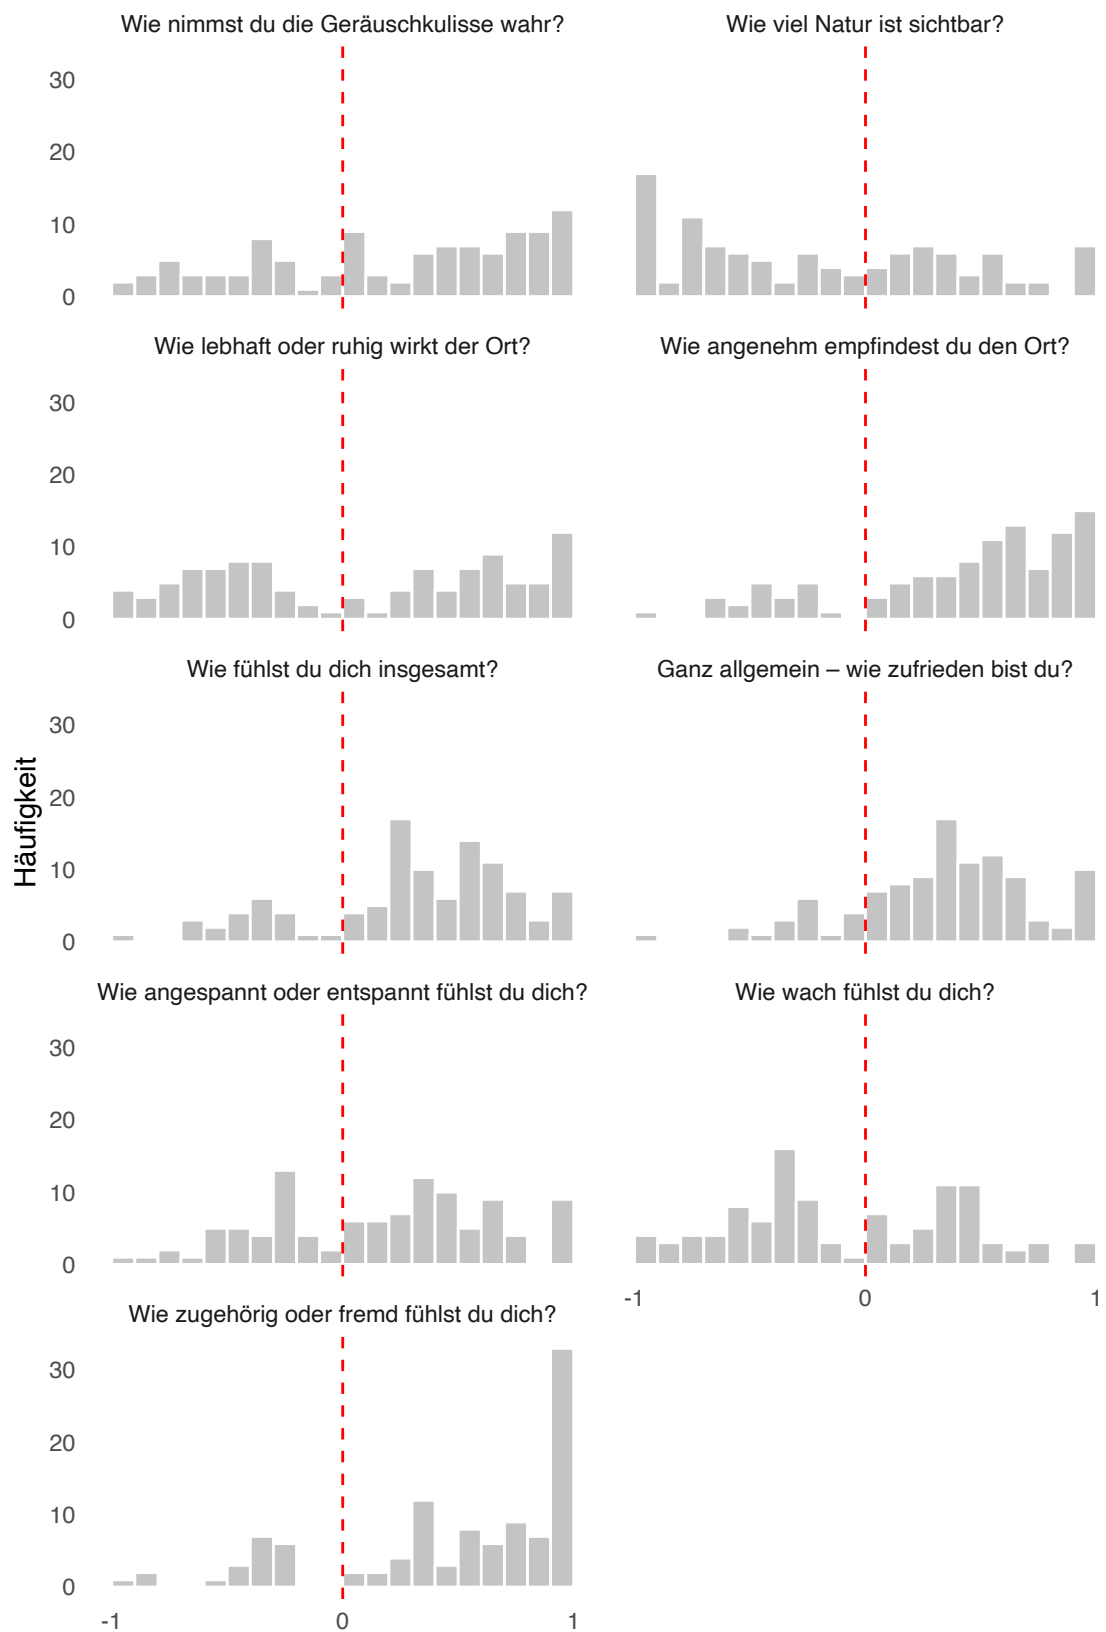 Wie nimmst du die Geräuschkulisse wahr?
Wie viel Natur ist sichtbar?
30
20
10
0
Wie lebhaft oder ruhig wirkt der Ort?
Wie angenehm empfindest du den Ort?
30
20
10
0
Wie fühlst du dich insgesamt?
Ganz allgemein – wie zufrieden bist du?
30
20
10
0
Häufigkeit
Wie angespannt oder entspannt fühlst du dich?
Wie wach fühlst du dich?
30
20
10
0
-1 0 1
Wie zugehörig oder fremd fühlst du dich?
30
20
10
0
-1 0 1